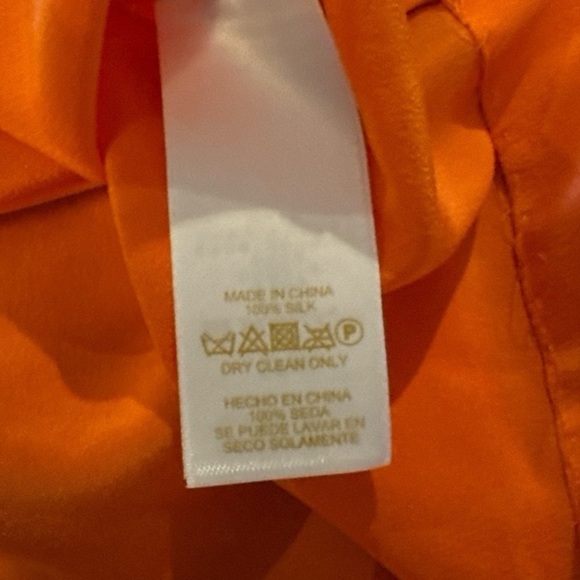 MADE IN CHINA
100% SILK
P
DRY CLEAN ONLY
HECHO EN CHINA
100% SEDA
SE PUEDE LAVAR EN
SECO SOLAMENTE